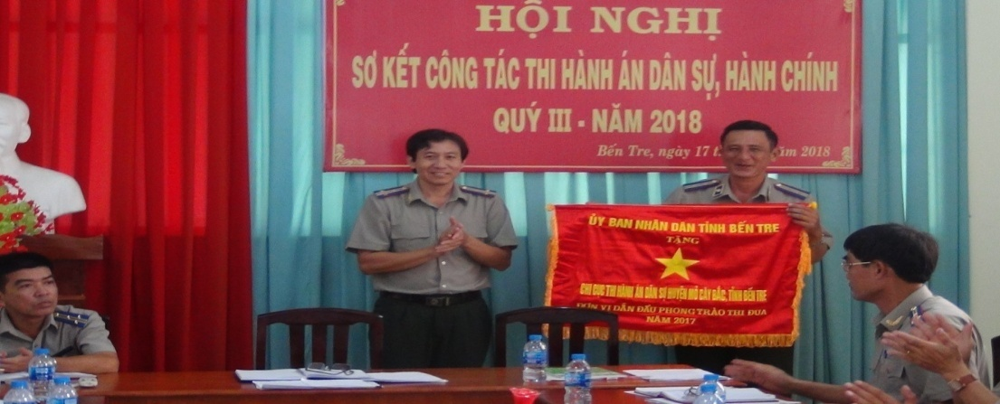 HỘI NGHỊ
SƠ KẾT CÔNG TÁC THI HÀNH ÁN DÂN SỰ, HÀNH CHÍNH
QUÝ III - NĂM 2018
Bến Tre, ngày 17 năm 2018
ỦY BAN NHÂN DÂN TỈNH BẾN TRE
TẶNG
CHI CỤC THI HÀNH ÁN DÂN SỰ HUYỆN MỎ CÀY BẮC, TỈNH BẾN TRE
ĐƠN VỊ DẪN ĐẦU PHONG TRÀO THI ĐUA
NĂM 2017